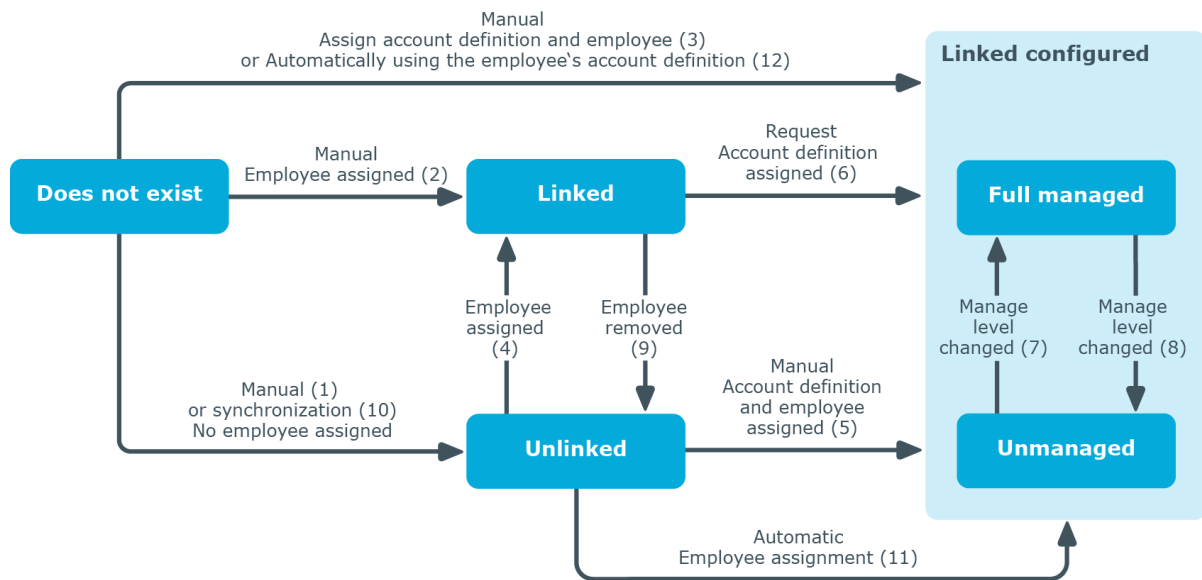 Manual
Assign account definition and employee (3)
or Automatically using the employee‘s account definition (12)
Linked configured
Manual
Employee assigned (2)
Request
Account definition
assigned (6)
Does not exist
Linked
Full managed
Employee
assigned
(4)
Employee
removed
(9)
Manage
level
changed (7)
Manage
level
changed (8)
Manual (1)
or synchronization (10)
No employee assigned
Manual
Account definition
and employee
assigned (5)
Unlinked
Unmanaged
Automatic
Employee assignment (11)